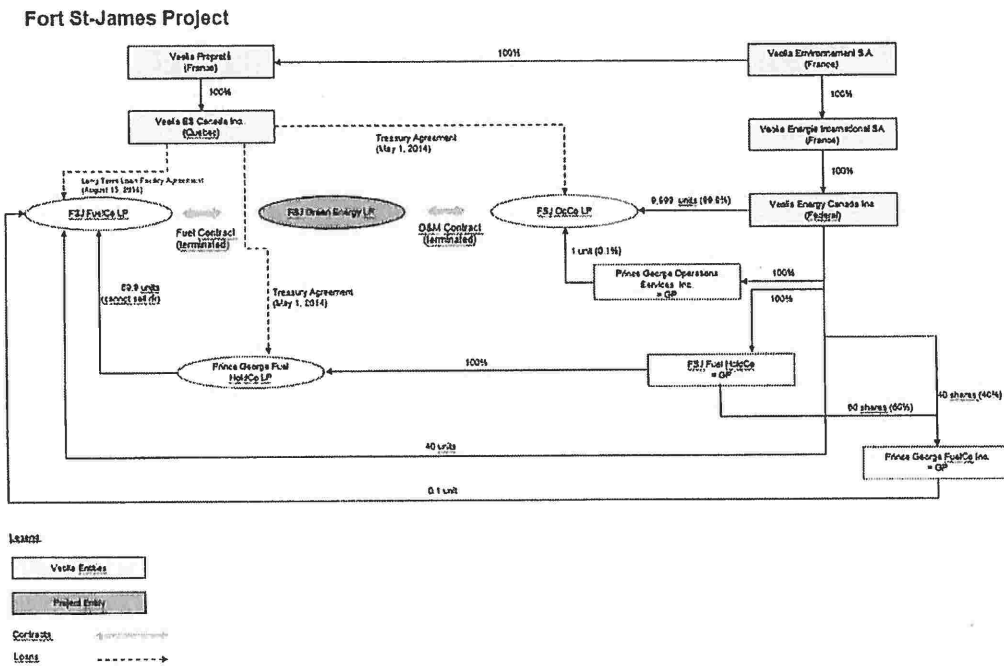 Fort St-James Project
Veolia Propreté
(France)
100%
Veolia Environnement S.A.
(France)
100%
100%
Veolia ES Canada Inc.
(Quebec)
Treasury Agreement
(May 1, 2014)
Veolia Energie International SA
(France)
Long Term Loan Facility Agreement
(August 15, 2014)
100%
FSJ FuelCo LP
FSJ Green Energy LP
FSJ OpCo LP
9,999 units (99.9%)
Veolia Energy Canada Inc
(Federal)
Fuel Contract
(terminated)
O&M Contract
(terminated)
1 unit (0.1%)
Prince George Operations
Services, Inc.
= GP
100%
100%
59.9 units
(cannot sell
Treasury Agreement
(May 1, 2014)
Prince George Fuel
HoldCo LP
100%
FSJ Fuel HoldCo
= GP
40 shares (40%)
60 shares (60%)
40 units
Prince George FuelCo Inc.
= GP
0.1 unit
Legend
Veolia Entities
Project Entity
Contracts
Loans